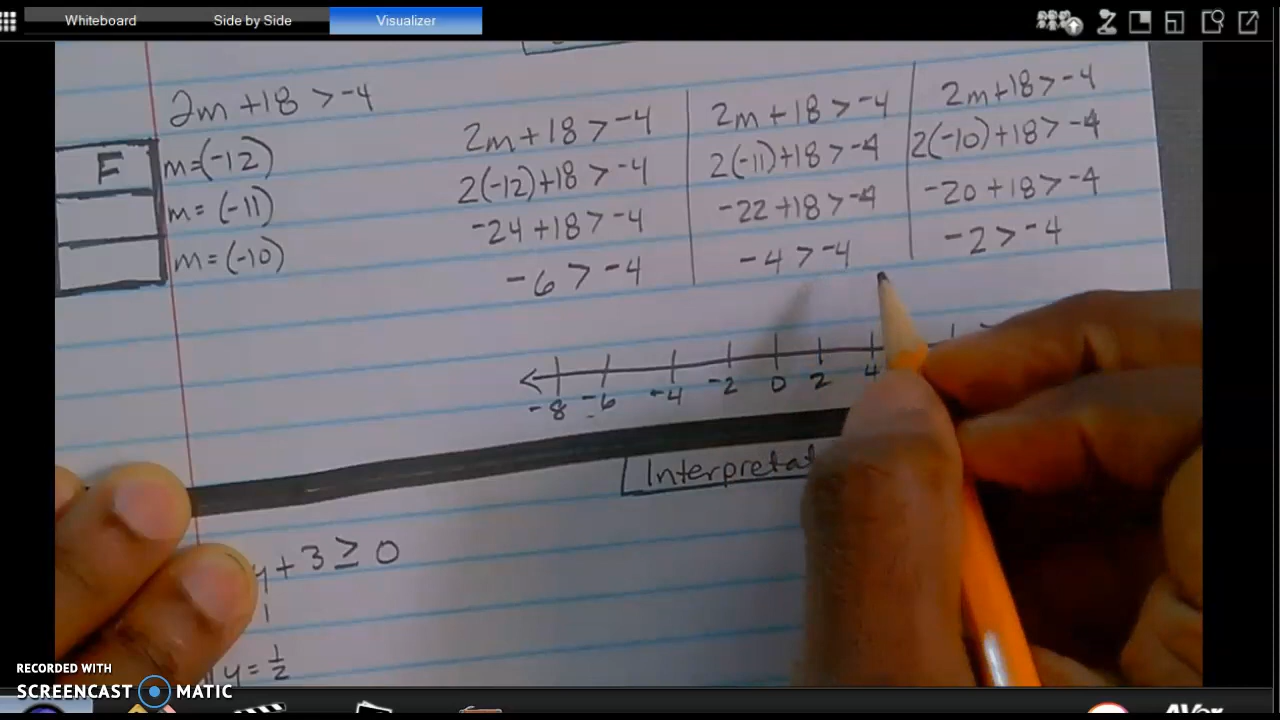 Whiteboard
Side by Side
Visualizer
2m +18 > -4
F
m=(-12)
m= (-11)
m= (-10)
2m+18>-4
2(-12)+18 > -4
-24+18>-4
-6 > -4
2m+18>-4
2(-11)+18 >-4
-22+18>-4
-4>-4
2m+18>-4
2(-10)+18>-4
-20+18>-4
-2>-4
-8 -6 -4 -2 0 2 4
y+3 ≥ 0
1
y= 1/2
RECORDED WITH
SCREENCAST MATIC
AVer